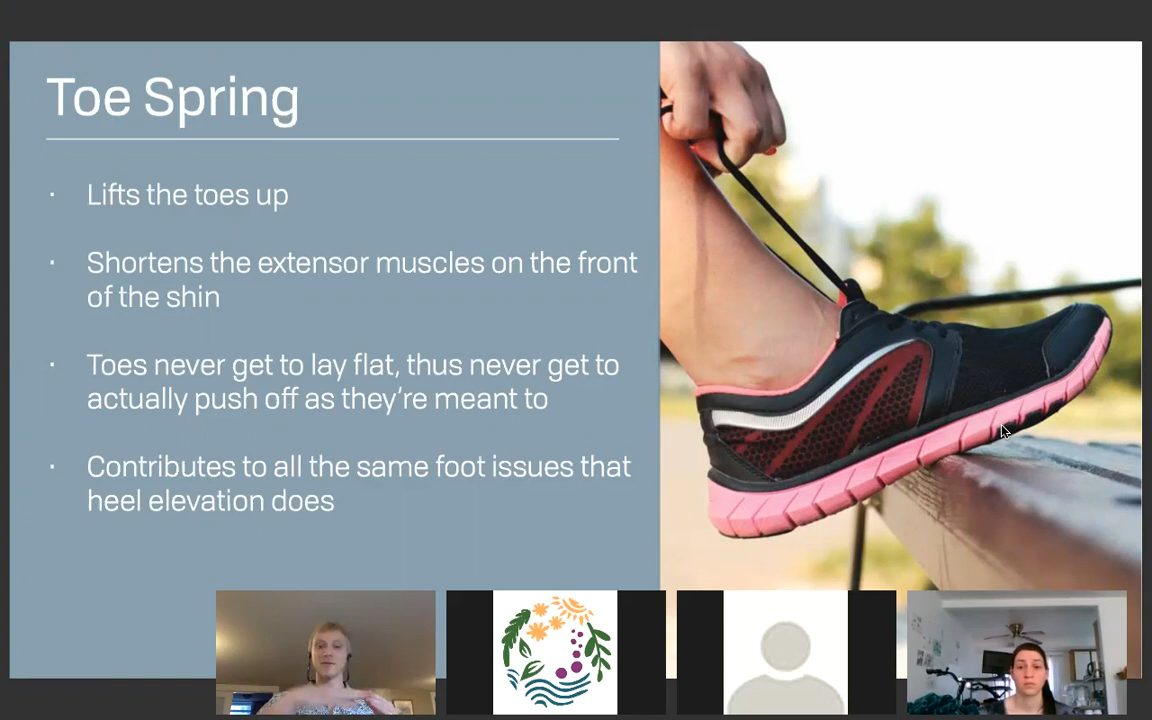 Toe Spring
· Lifts the toes up
· Shortens the extensor muscles on the front
of the shin
· Toes never get to lay flat, thus never get to
actually push off as they’re meant to
· Contributes to all the same foot issues that
heel elevation does